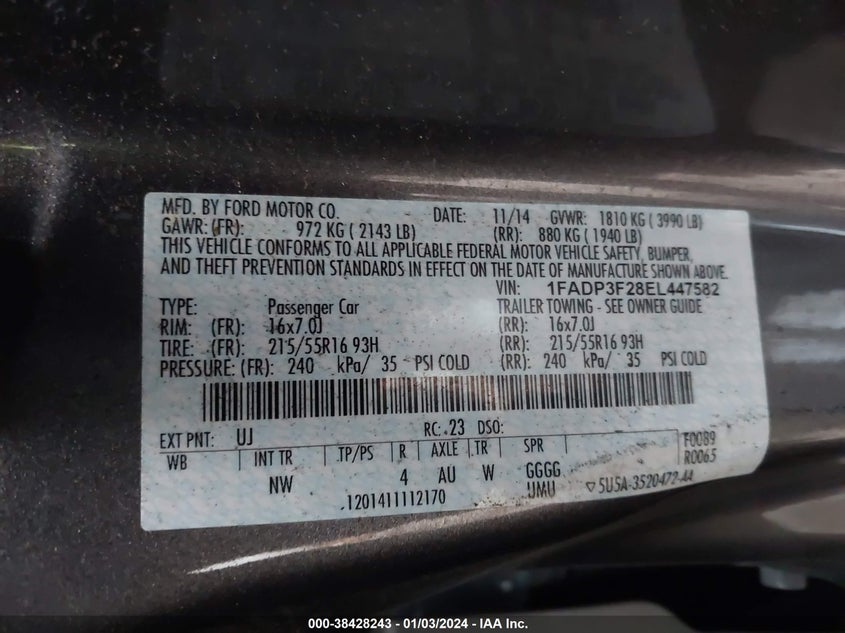 MFD. BY FORD MOTOR CO. DATE: 11/14 GVWR: 1810 KG ( 3990 LB)
GAWR: (FR): 972 KG ( 2143 LB) (RR): 880 KG ( 1940 LB)
THIS VEHICLE CONFORMS TO ALL APPLICABLE FEDERAL MOTOR VEHICLE SAFETY, BUMPER,
AND THEFT PREVENTION STANDARDS IN EFFECT ON THE DATE OF MANUFACTURE SHOWN ABOVE.
VIN: 1FADP3F28EL447582
TYPE: Passenger Car TRAILER TOWING - SEE OWNER GUIDE
RIM: (FR): 16x7.0J (RR): 16x7.0J
TIRE: (FR): 215/55R16 93H (RR): 215/55R16 93H
PRESSURE: (FR): 240 kPa/ 35 PSI COLD (RR): 240 kPa/ 35 PSI COLD
EXT PNT: UJ RC: 23 DSO: F0089
WB INT TR TP/PS R AXLE TR SPR R0065
NW 4 AU W GGGG
1201411112170 UMU 5U5A-3520472-AA
000-38428243 - 01/03/2024 - IAA Inc.